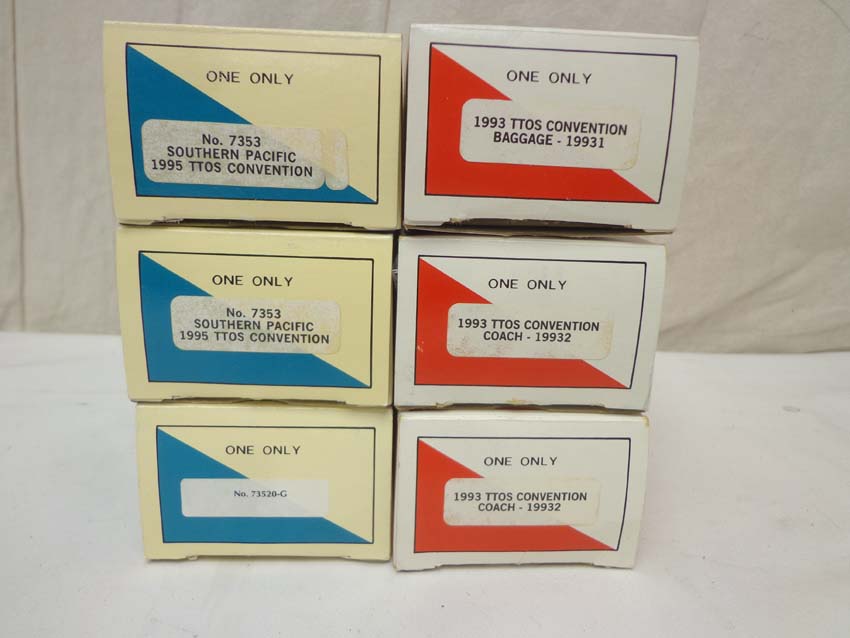 ONE ONLY
No. 7353
SOUTHERN PACIFIC
1995 TTOS CONVENTION
ONE ONLY
1993 TTOS CONVENTION
BAGGAGE - 19931
ONE ONLY
No. 7353
SOUTHERN PACIFIC
1995 TTOS CONVENTION
ONE ONLY
1993 TTOS CONVENTION
COACH - 19932
ONE ONLY
No. 73520-G
ONE ONLY
1993 TTOS CONVENTION
COACH - 19932